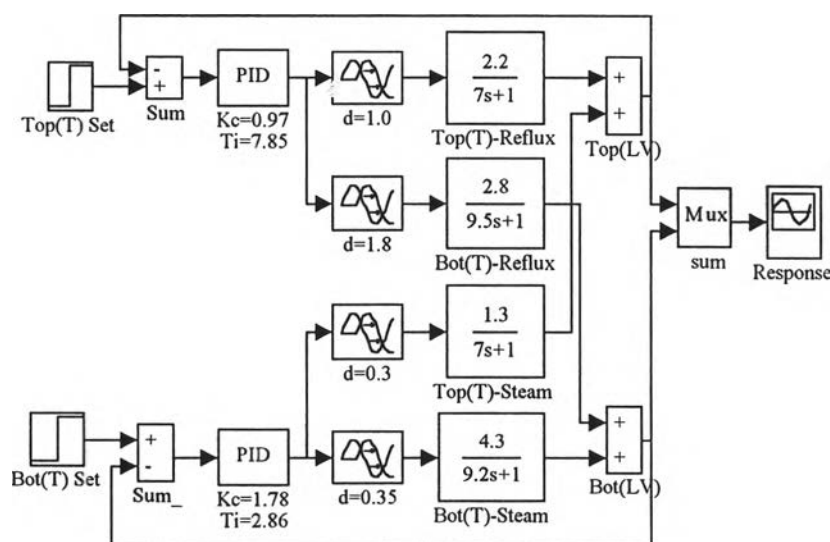 -
+
Sum
Top(T) Set
PID
Kc=0.97
Ti=7.85
d=1.0
2.2
7s+1
Top(T)-Reflux
+
+
Top(LV)
d=1.8
2.8
9.5s+1
Bot(T)-Reflux
Mux
sum
Response
d=0.3
1.3
7s+1
Top(T)-Steam
Bot(T) Set
+
-
Sum_
PID
Kc=1.78
Ti=2.86
d=0.35
4.3
9.2s+1
Bot(T)-Steam
+
+
Bot(LV)